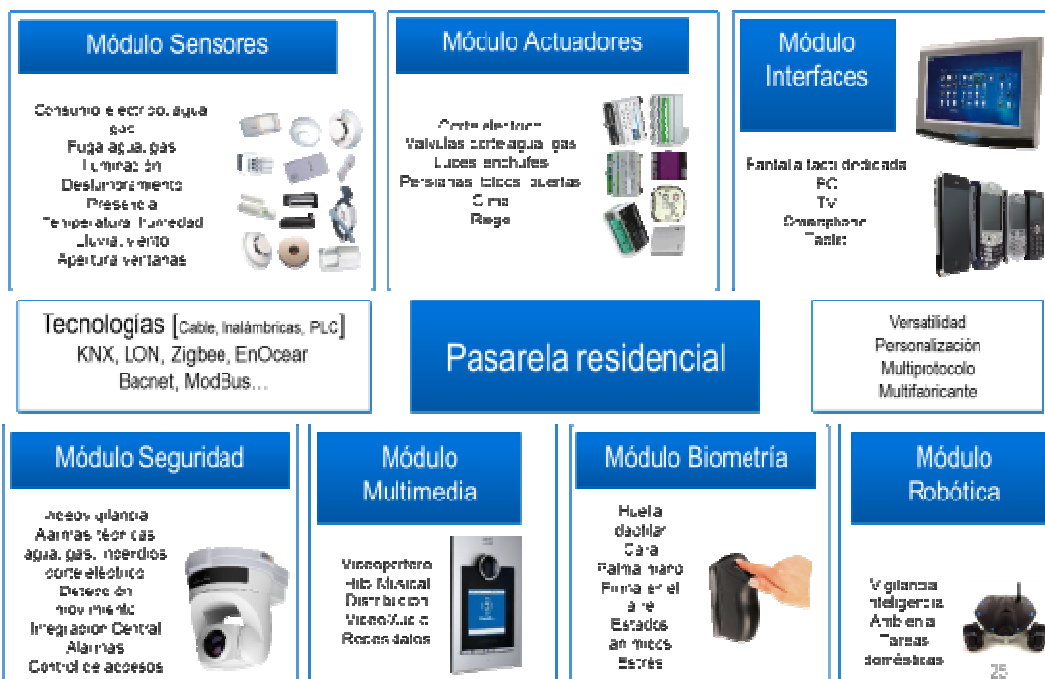 Módulo Sensores
Consumo eléctrico, agua
gas
Fuga agua, gas
Iluminación
Deslumbramiento
Presencia
Temperatura, humedad
Lluvia, viento
Apertura ventanas
Módulo Actuadores
Corte eléctrico
Válvulas corte agua, gas
Luces, enchufes
Persianas, toldos, puertas
Clima
Riego
Módulo
Interfaces
Pantalla táctil dedicada
PC
TV
Smartphone
Tablet
Tecnologías [Cable, Inalámbricas, PLC]
KNX, LON, Zigbee, EnOcear
Bacnet, ModBus...
Pasarela residencial
Versatilidad
Personalización
Multiprotocolo
Multifabricante
Módulo Seguridad
Videovigilancia
Alarmas técnicas
agua, gas, incendios
corte eléctrico
Detección
movimiento
Integración Central
Alarmas
Control de accesos
Módulo
Multimedia
Videoportero
Hilo Musical
Distribución
Video/Audio
Redes datos
Módulo Biometría
Huella
dactilar
Cara
Palma mano
Firma en el
aire
Estados
anímicos
Estrés
Módulo
Robótica
Vigilancia
Inteligencia
Ambiental
Tareas
domésticas
25